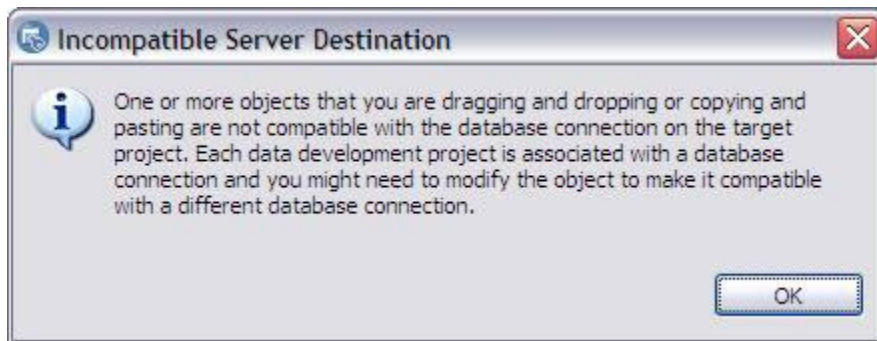 Incompatible Server Destination
One or more objects that you are dragging and dropping or copying and
pasting are not compatible with the database connection on the target
project. Each data development project is associated with a database
connection and you might need to modify the object to make it compatible
with a different database connection.
OK